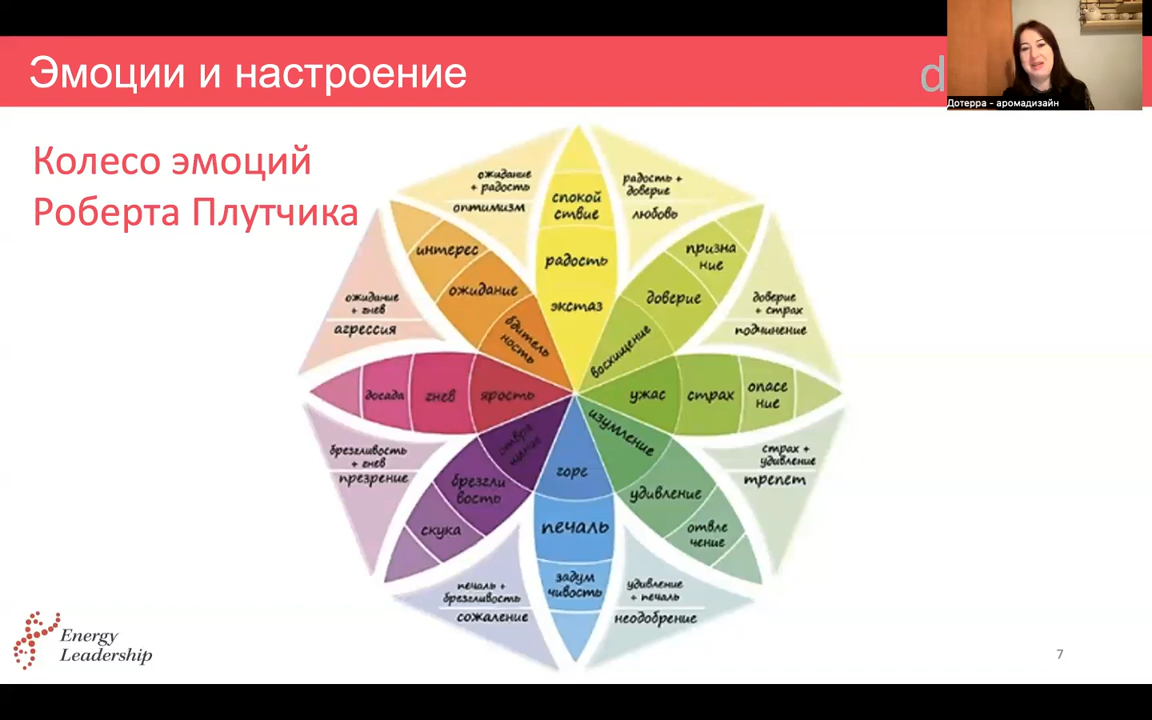 Эмоции и настроение
d
Дотерра - аромадизайн
Колесо эмоций
Роберта Плутчика
ожидание
+ радость
оптимизм
спокой
ствие
радость
экстаз
радость +
доверие
любовь
интерес
ожидание
бдитель
ность
призна
ние
доверие
восхищение
ожидание
+ гнев
агрессия
доверие
+ страх
подчинение
досада
гнев
ярость
ужас
страх
опасе
ние
брезгливость
+ гнев
презрение
отвра
щение
брезгли
вость
скука
горе
печаль
задум
чивость
изумление
удивление
отвле
чение
страх +
удивление
трепет
печаль +
брезгливость
сожаление
удивление
+ печаль
неодобрение
Energy
Leadership
7